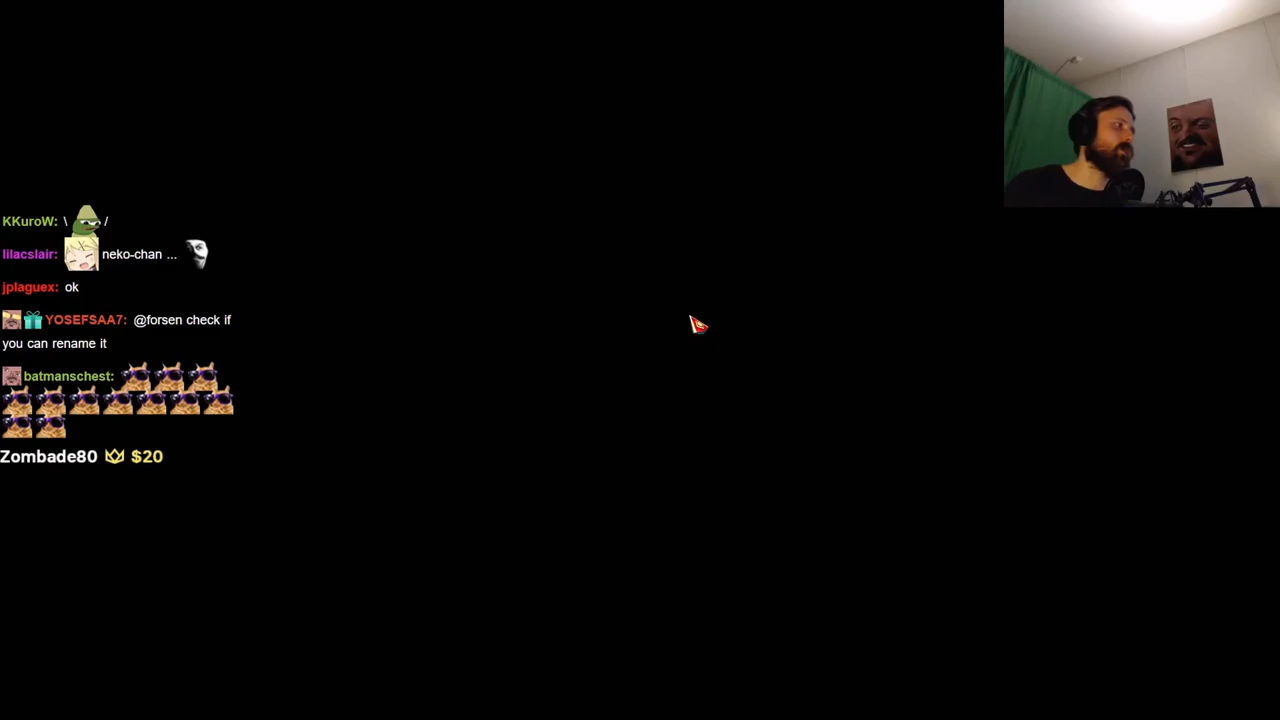 KKuroW: \ /
lilacslair: neko-chan ...
jplaguex: ok
YOSEFSAA7: @forsen check if
you can rename it
batmanschest:
Zombade80 $20